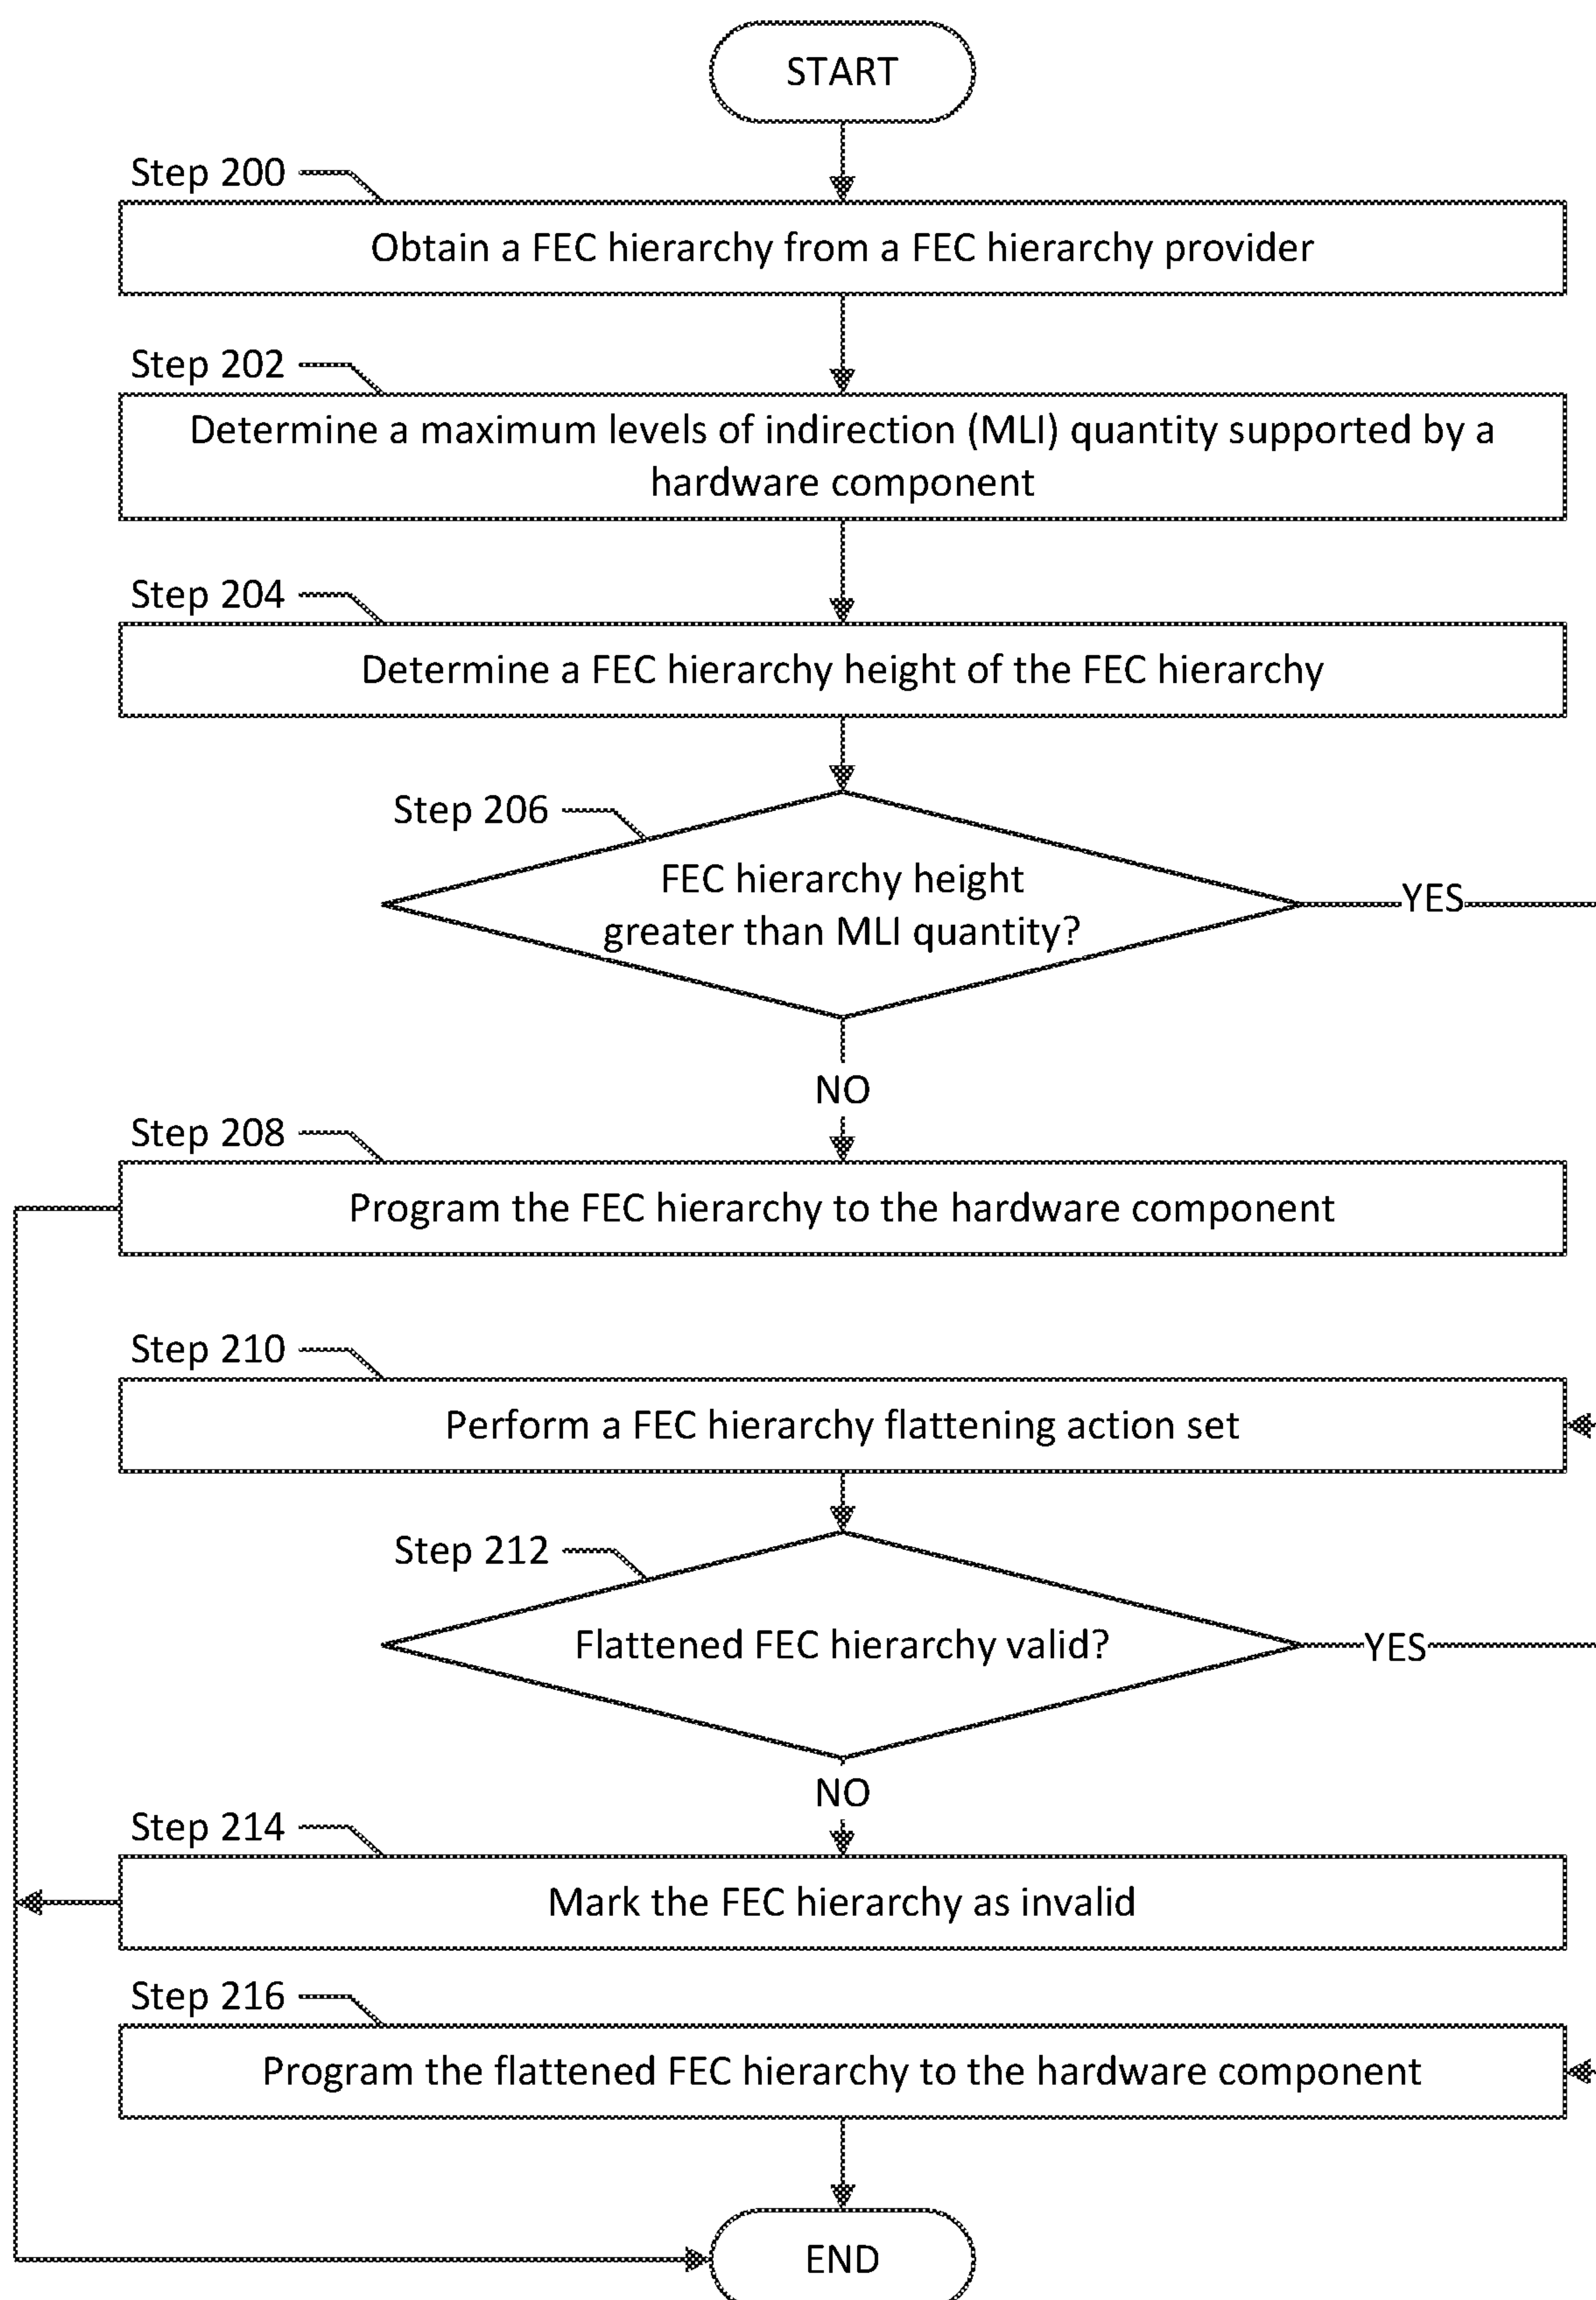 START
Step 200
Obtain a FEC hierarchy from a FEC hierarchy provider
Step 202
Determine a maximum levels of indirection (MLI) quantity supported by a
hardware component
Step 204
Determine a FEC hierarchy height of the FEC hierarchy
Step 206
FEC hierarchy height
greater than MLI quantity?
YES
NO
Step 208
Program the FEC hierarchy to the hardware component
Step 210
Perform a FEC hierarchy flattening action set
Step 212
Flattened FEC hierarchy valid?
YES
NO
Step 214
Mark the FEC hierarchy as invalid
Step 216
Program the flattened FEC hierarchy to the hardware component
END